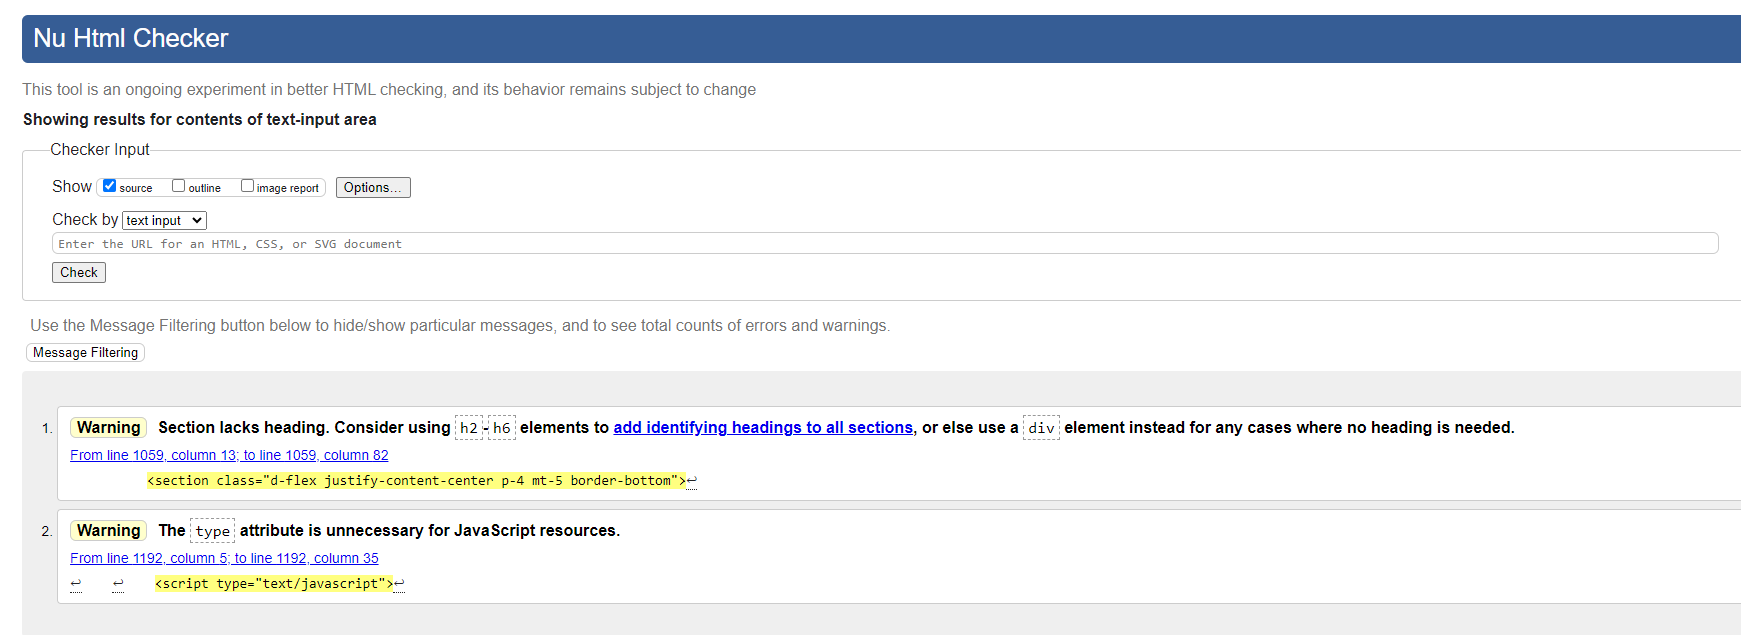 Nu Html Checker
This tool is an ongoing experiment in better HTML checking, and its behavior remains subject to change
Showing results for contents of text-input area
Checker Input
Show source outline image report Options...
Check by text input
Enter the URL for an HTML, CSS, or SVG document
Check
Use the Message Filtering button below to hide/show particular messages, and to see total counts of errors and warnings.
Message Filtering
1. Warning Section lacks heading. Consider using h2-h6 elements to add identifying headings to all sections, or else use a div element instead for any cases where no heading is needed.
From line 1059, column 13; to line 1059, column 82
<section class="d-flex justify-content-center p-4 mt-5 border-bottom">↩
2. Warning The type attribute is unnecessary for JavaScript resources.
From line 1192, column 5; to line 1192, column 35
↩ ↩ <script type="text/javascript">↩